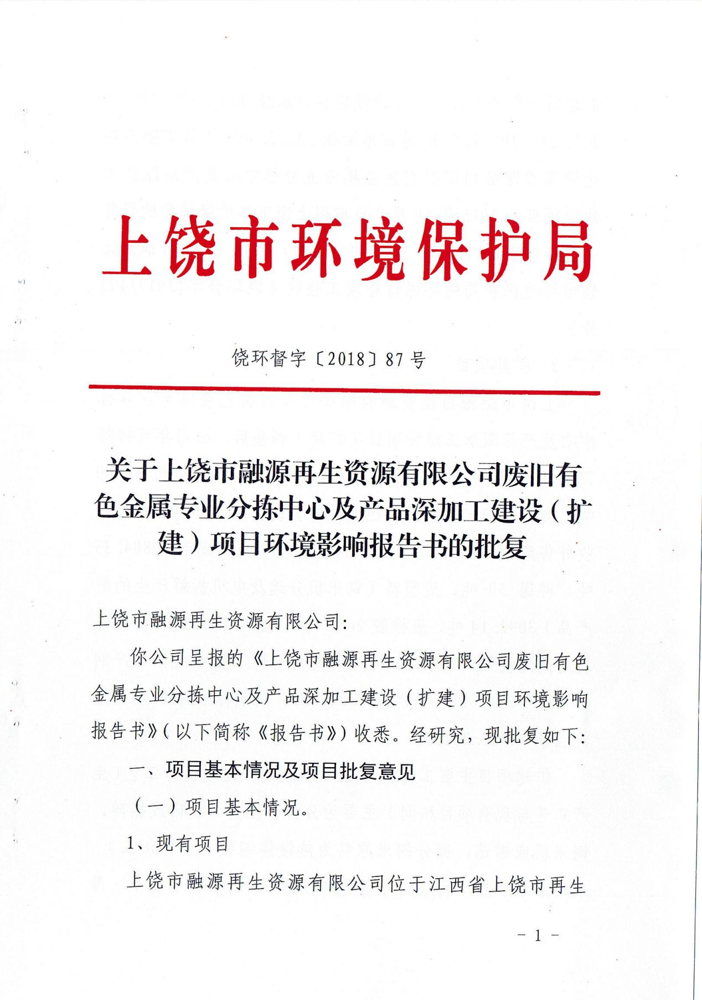 上饶市环境保护局
饶环督字〔2018〕87号
关于上饶市融源再生资源有限公司废旧有
色金属专业分拣中心及产品深加工建设（扩
建）项目环境影响报告书的批复
上饶市融源再生资源有限公司：
你公司呈报的《上饶市融源再生资源有限公司废旧有色
金属专业分拣中心及产品深加工建设（扩建）项目环境影响
报告书》（以下简称《报告书》）收悉。经研究，现批复如下：
一、项目基本情况及项目批复意见
（一）项目基本情况。
1、现有项目
上饶市融源再生资源有限公司位于江西省上饶市再生
- 1 -